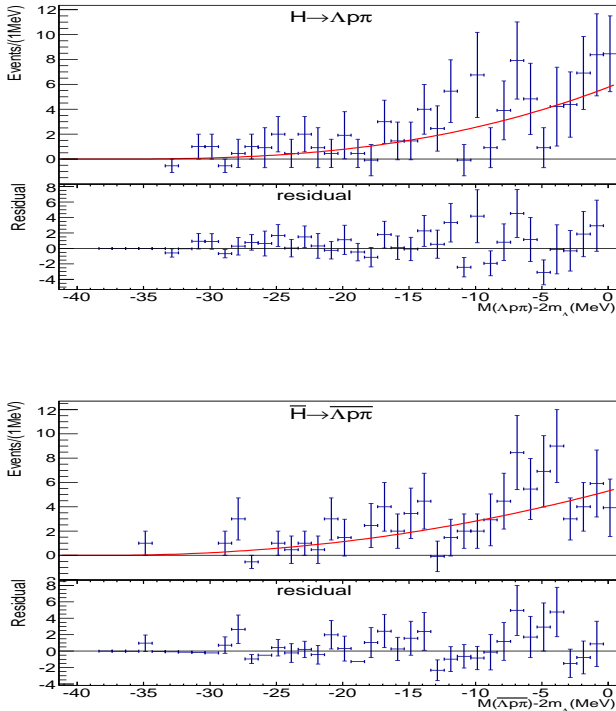 H→Λpπ
Events/(1MeV)
12
10
8
6
4
2
0
residual
Residual
8
6
4
2
0
-2
-4
-40 -35 -30 -25 -20 -15 -10 -5 0
M(Λpπ)-2m_Λ(MeV)
H̅→Λ̅p̅π̅
Events/(1MeV)
12
10
8
6
4
2
0
residual
Residual
8
6
4
2
0
-2
-4
-40 -35 -30 -25 -20 -15 -10 -5 0
M(Λ̅p̅π̅)-2m_Λ(MeV)